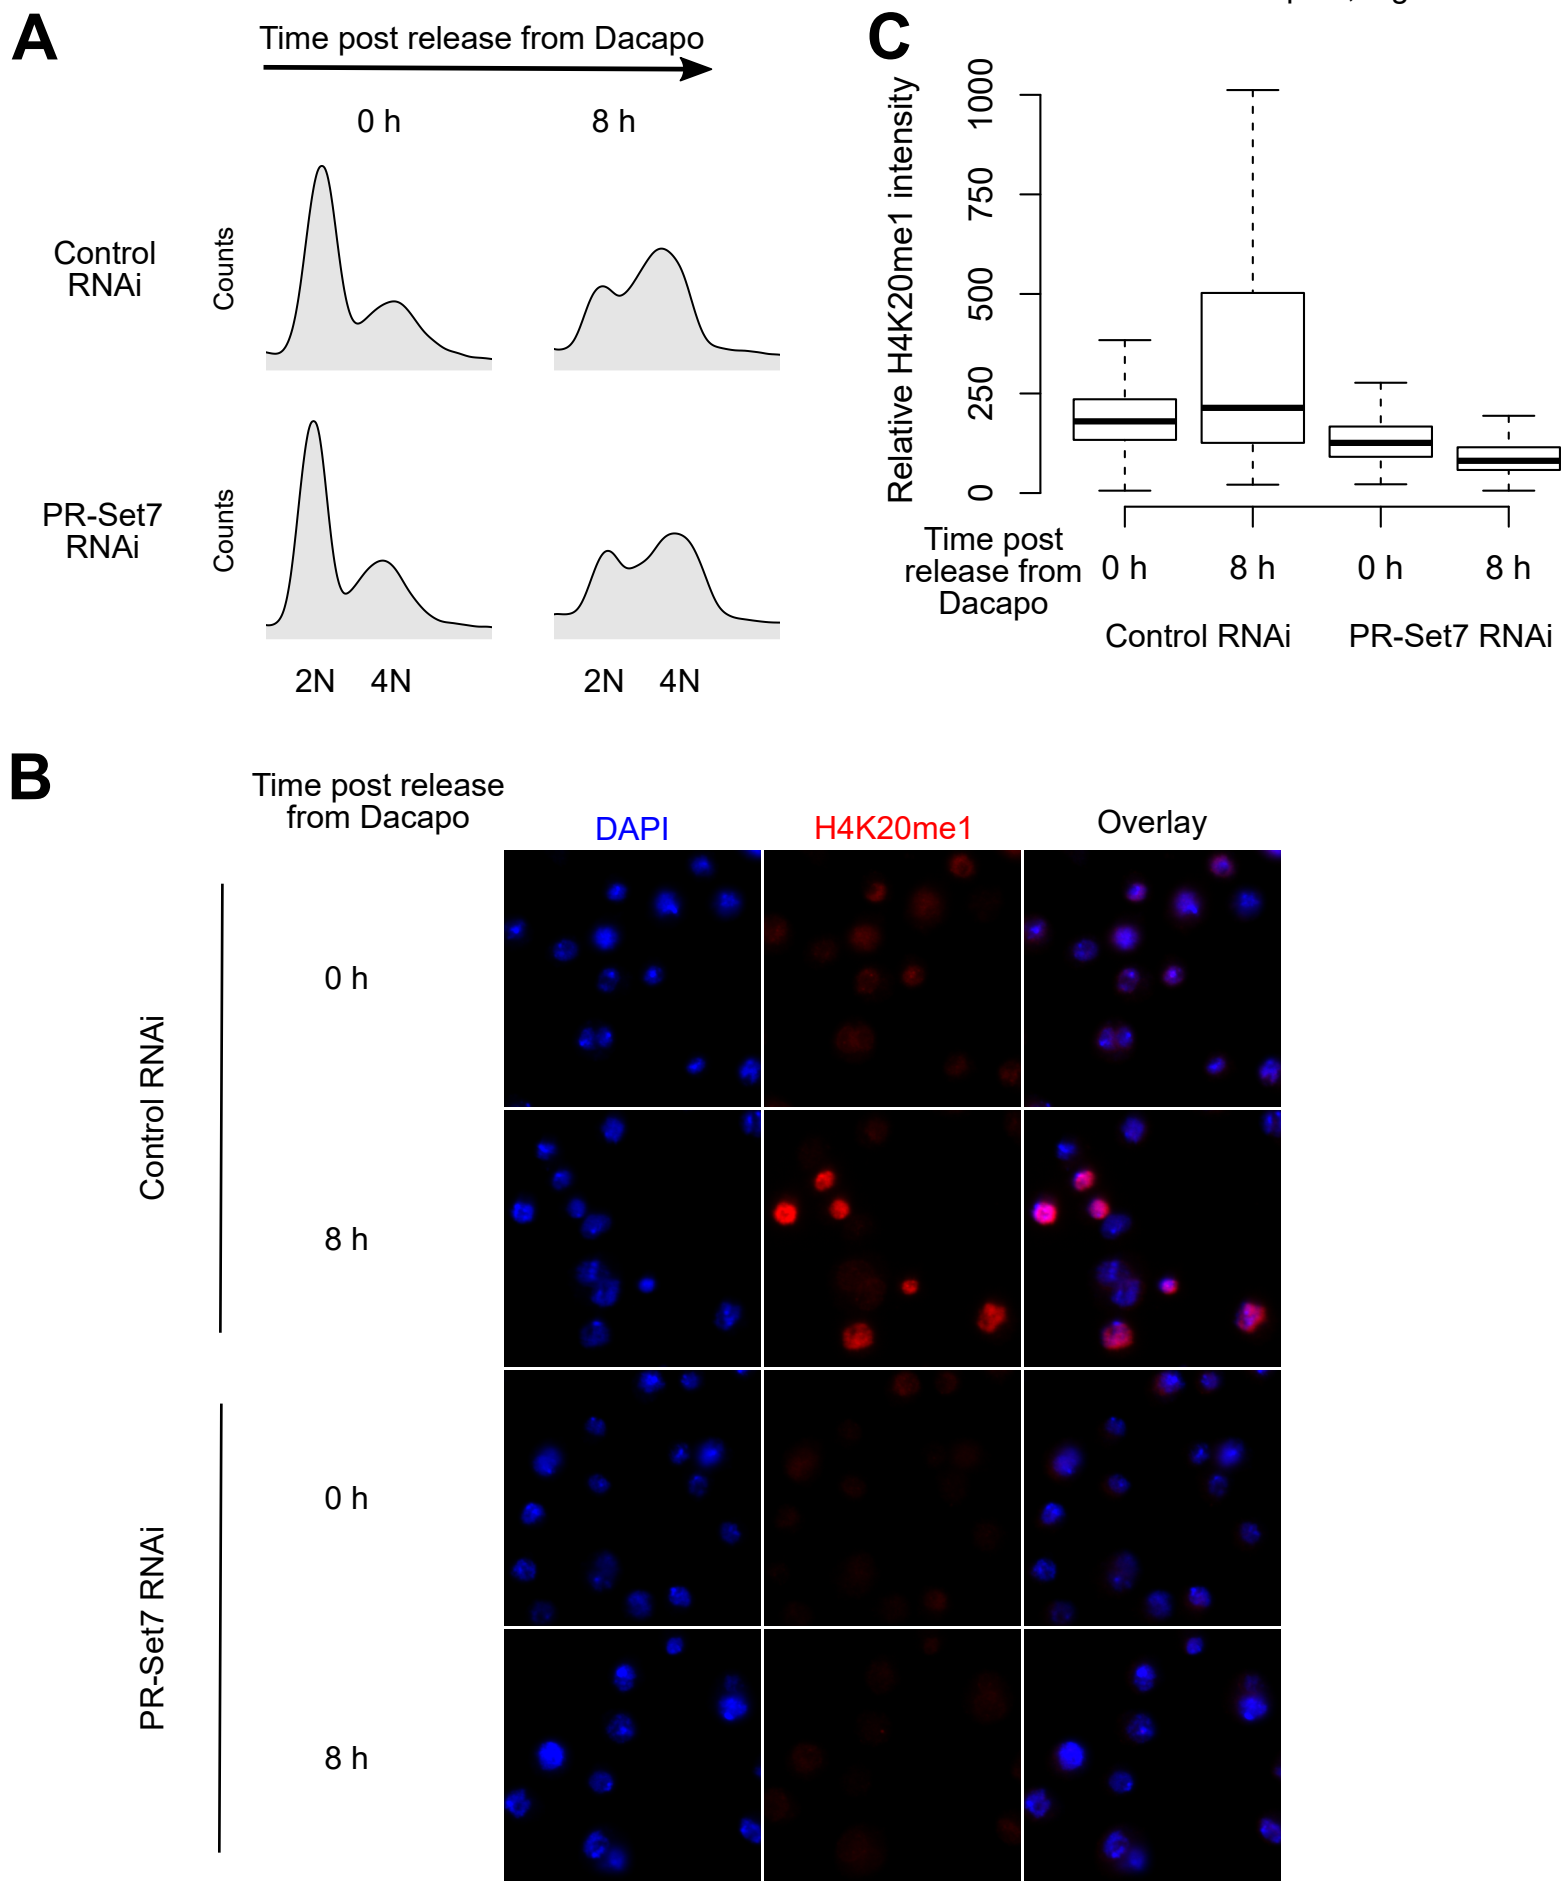 A
Time post release from Dacapo
0 h
8 h
Control
RNAi
Counts
PR-Set7
RNAi
Counts
2N
4N
2N
4N
C
Relative H4K20me1 intensity
1000
750
500
250
0
Time post
release from
Dacapo
0 h
8 h
0 h
8 h
Control RNAi
PR-Set7 RNAi
B
Time post release
from Dacapo
DAPI
H4K20me1
Overlay
Control RNAi
0 h
8 h
PR-Set7 RNAi
0 h
8 h